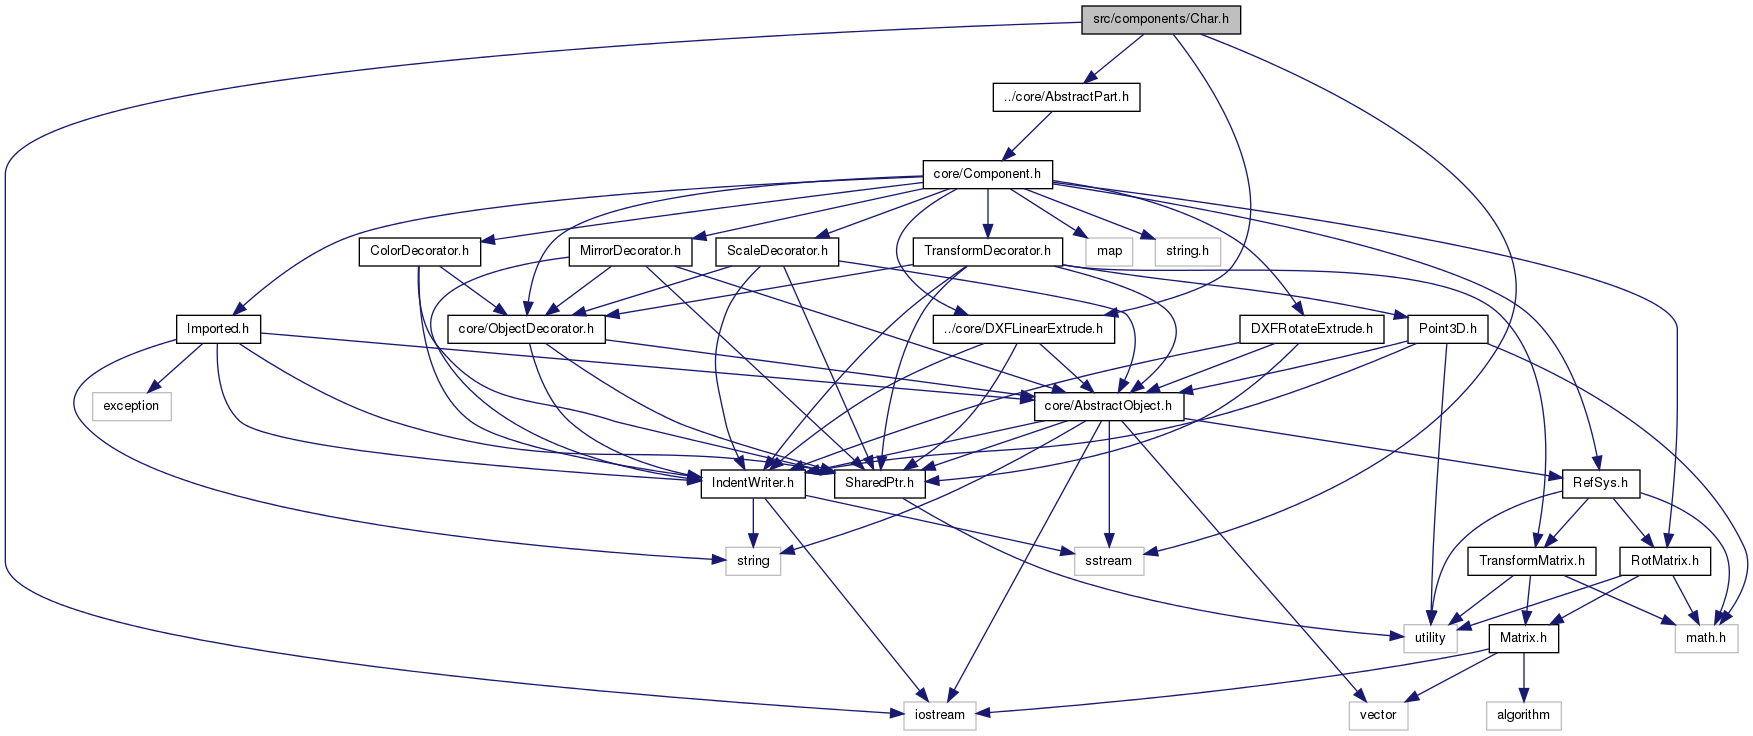 src/components/Char.h
../core/AbstractPart.h
core/Component.h
ColorDecorator.h
MirrorDecorator.h
ScaleDecorator.h
TransformDecorator.h
map
string.h
Imported.h
core/ObjectDecorator.h
../core/DXFLinearExtrude.h
DXFRotateExtrude.h
Point3D.h
exception
core/AbstractObject.h
IndentWriter.h
SharedPtr.h
RefSys.h
string
sstream
TransformMatrix.h
RotMatrix.h
utility
Matrix.h
math.h
iostream
vector
algorithm